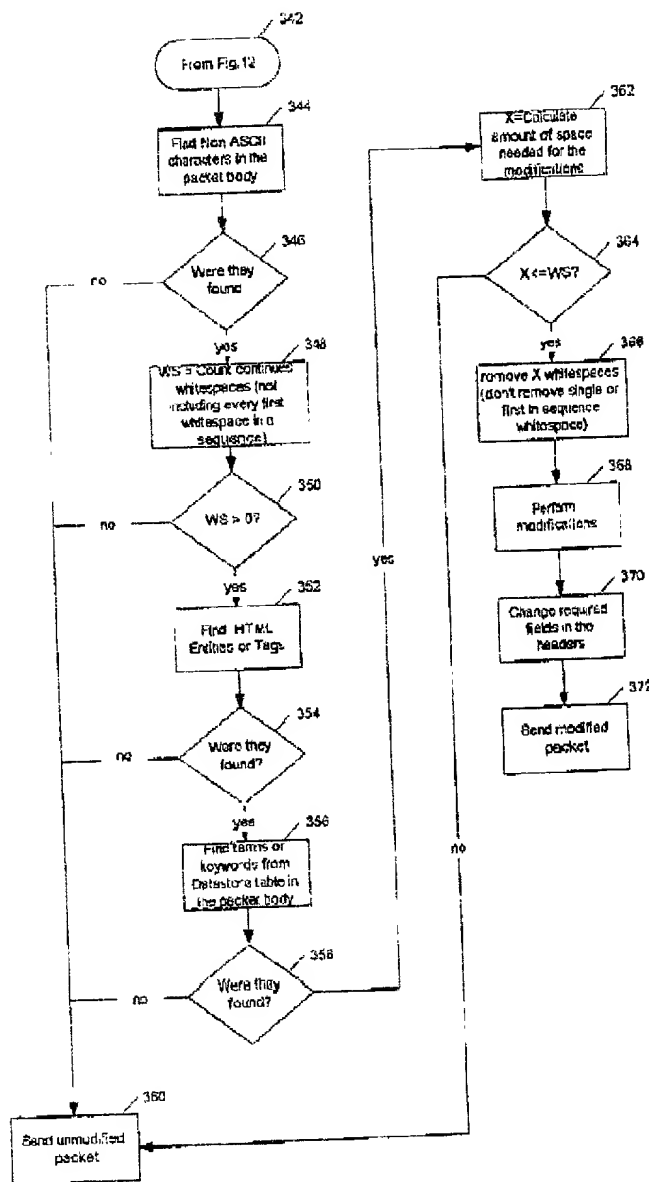 342
From Fig.12
344
Find Non ASCII
characters in the
packet body
346
Were they
found
no
yes
348
WS = Count continues
whitespaces (not
including every first
whitespace in a
sequence)
350
WS > 0?
no
yes
352
Find HTML
Entities or Tags
354
Were they
found?
no
yes
356
Find terms or
keywords from
Datastore table in
the packet body
358
Were they
found?
no
yes
360
Send unmodified
packet
362
X=Calculate
amount of space
needed for the
modifications
364
X<=WS?
no
yes
366
remove X whitespaces
(don't remove single or
first in sequence
whitespace)
368
Perform
modifications
370
Change required
fields in the
headers
372
Send modified
packet